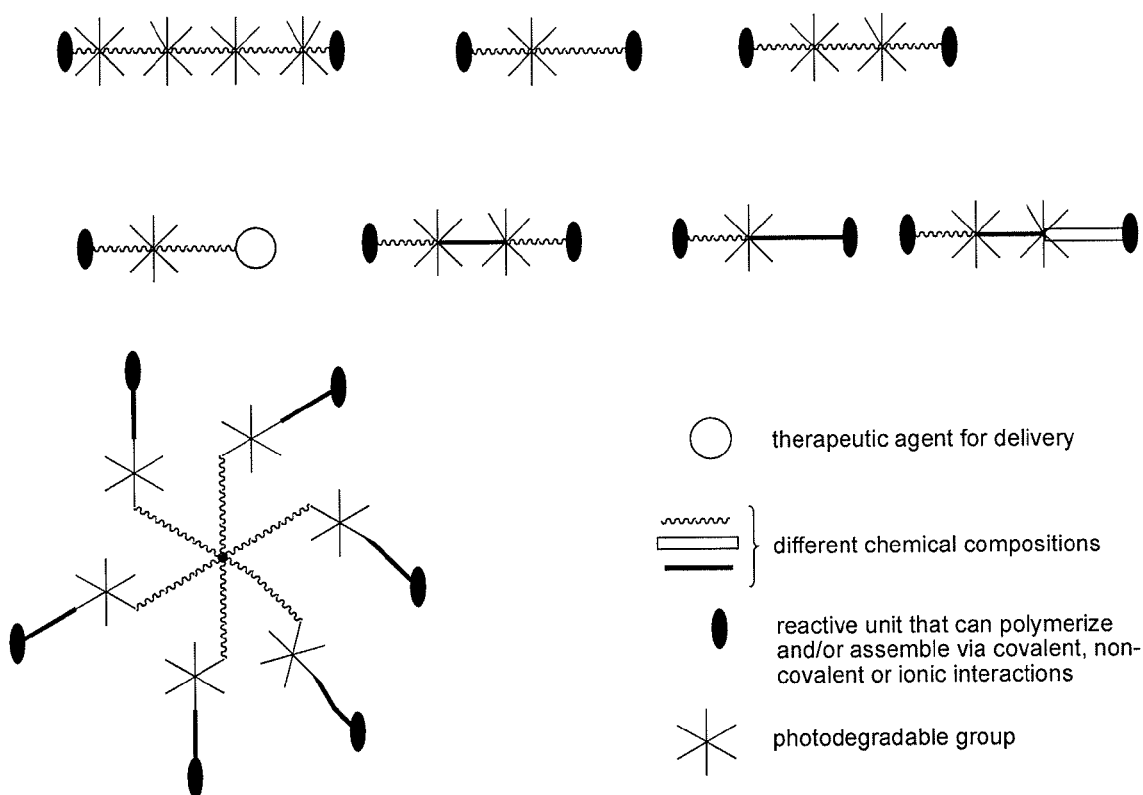 therapeutic agent for delivery
different chemical compositions
reactive unit that can polymerize
and/or assemble via covalent, non-
covalent or ionic interactions
photodegradable group